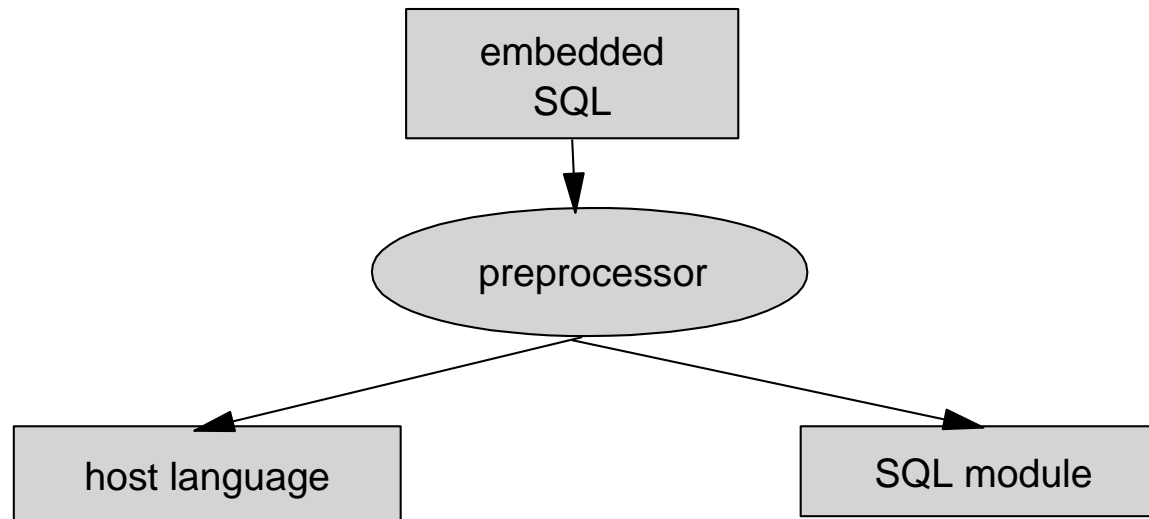 embedded
SQL
preprocessor
host language
SQL module